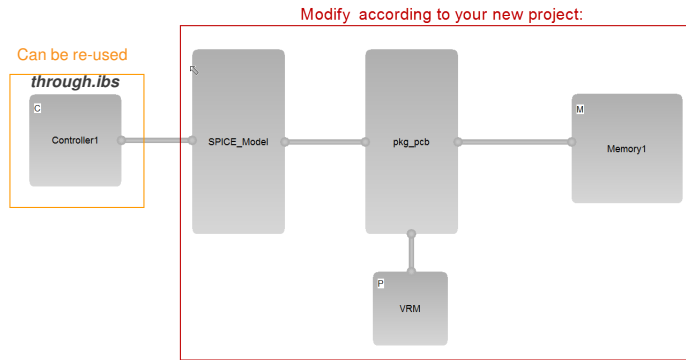 Modify according to your new project:
Can be re-used
through.ibs
C
Controller1
SPICE_Model
pkg_pcb
M
Memory1
P
VRM